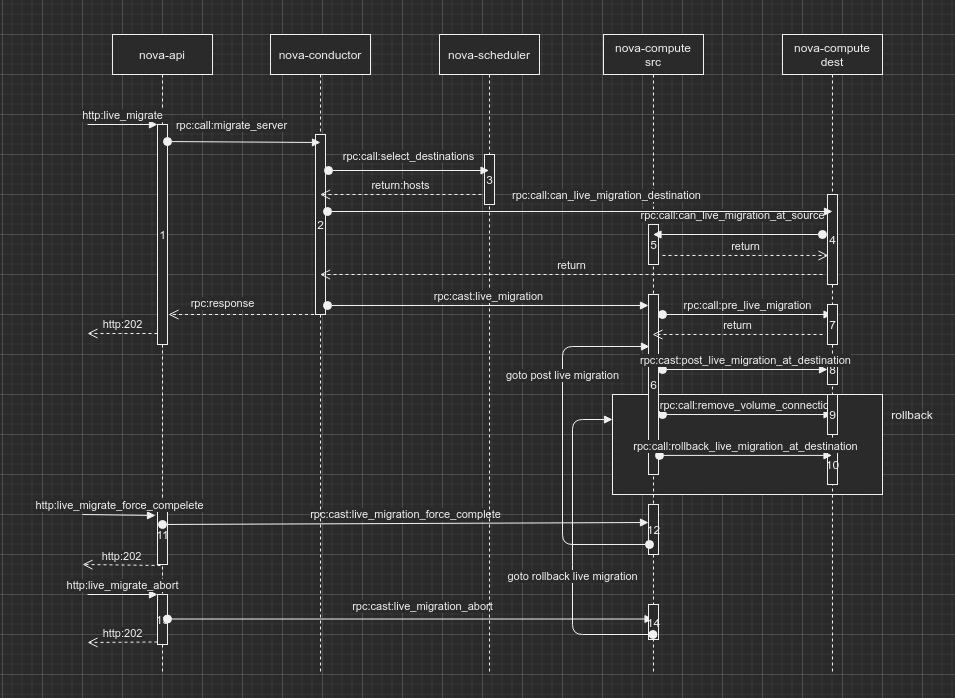 nova-api
nova-conductor
nova-scheduler
nova-compute
src
nova-compute
dest
http:live_migrate
rpc:call:migrate_server
rpc:call:select_destinations
3
return:hosts
rpc:call:can_live_migration_destination
rpc:call:can_live_migration_at_source
2
1
4
5
return
return
rpc:cast:live_migration
rpc:response
rpc:call:pre_live_migration
http:202
return
7
rpc:cast:post_live_migration_at_destination
goto post live migration
8
6
rpc:call:remove_volume_connectio
9
rollback
rpc:call:rollback_live_migration_at_destination
10
http:live_migrate_force_compelete
rpc:cast:live_migration_force_complete
11
12
http:202
goto rollback live migration
http:live_migrate_abort
rpc:cast:live_migration_abort
14
http:202